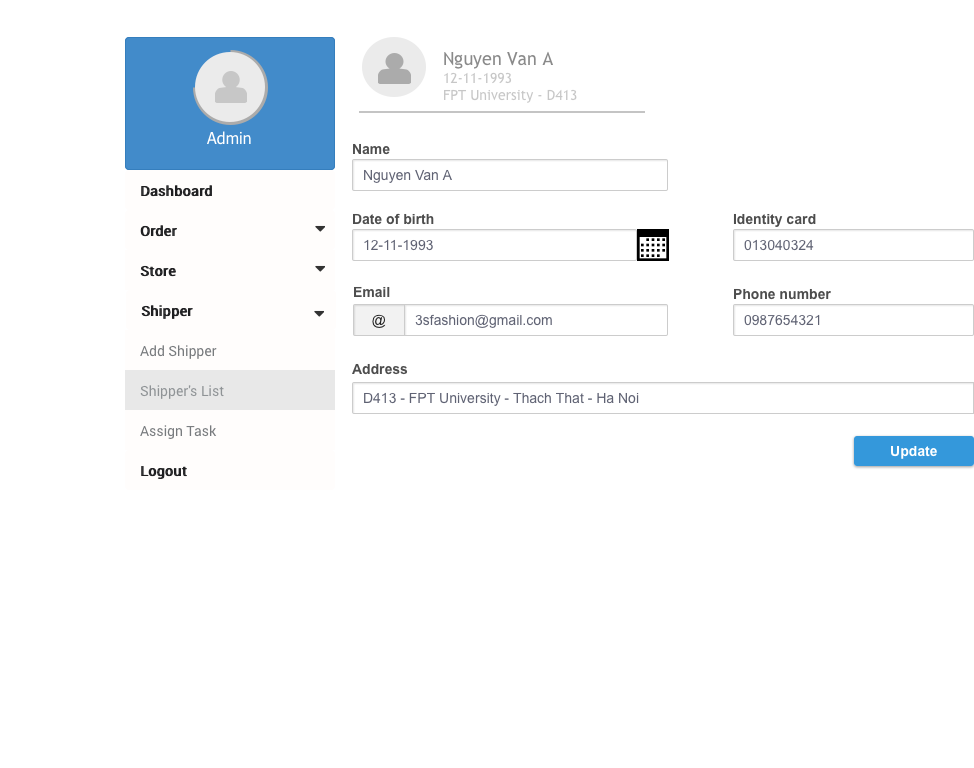 Admin
Dashboard
Order
Store
Shipper
Add Shipper
Shipper's List
Assign Task
Logout
Nguyen Van A
12-11-1993
FPT University - D413
Name
Nguyen Van A
Date of birth
Identity card
12-11-1993
013040324
Email
Phone number
@ 3sfashion@gmail.com
0987654321
Address
D413 - FPT University - Thach That - Ha Noi
Update